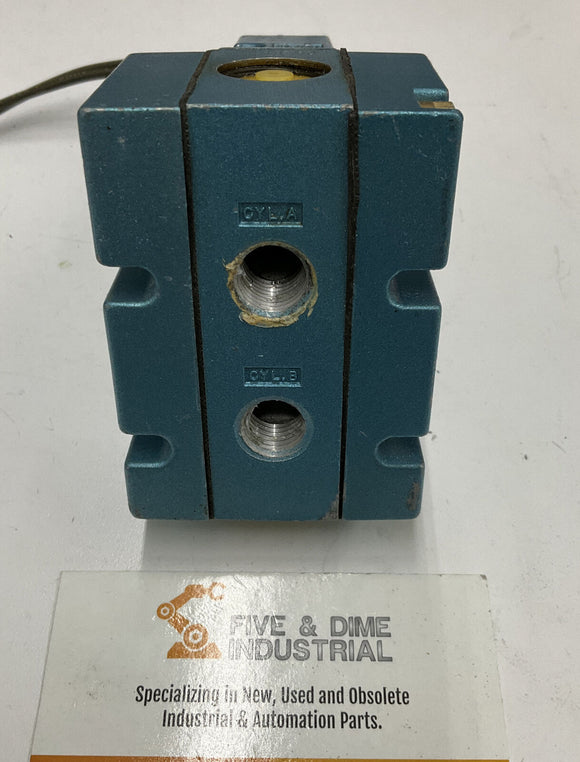 CYL.A
CYL.B
FIVE & DIME
INDUSTRIAL
Specializing in New, Used and Obsolete
Industrial & Automation Parts.